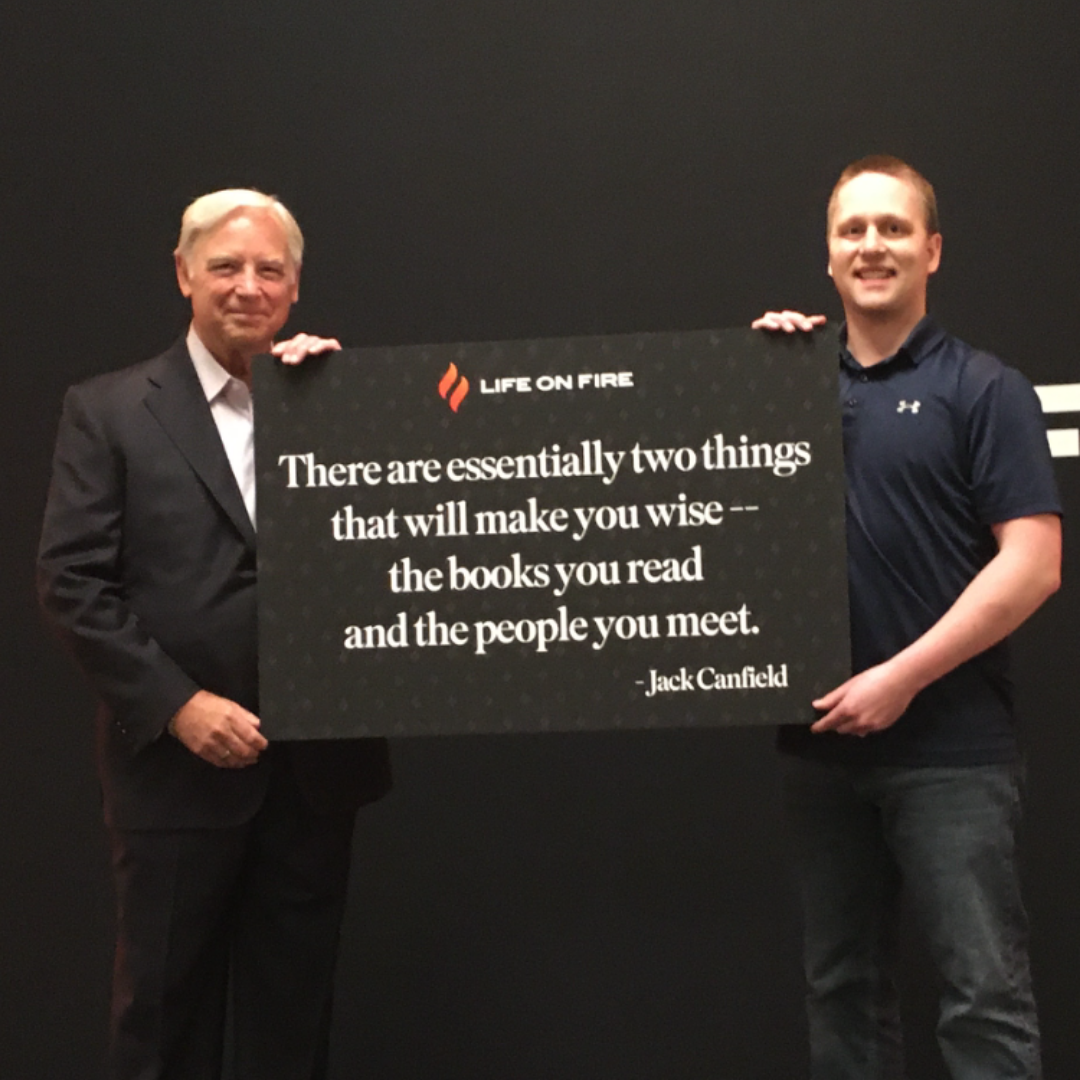 LIFE ON FIRE
There are essentially two things
that will make you wise --
the books you read
and the people you meet.
- Jack Canfield